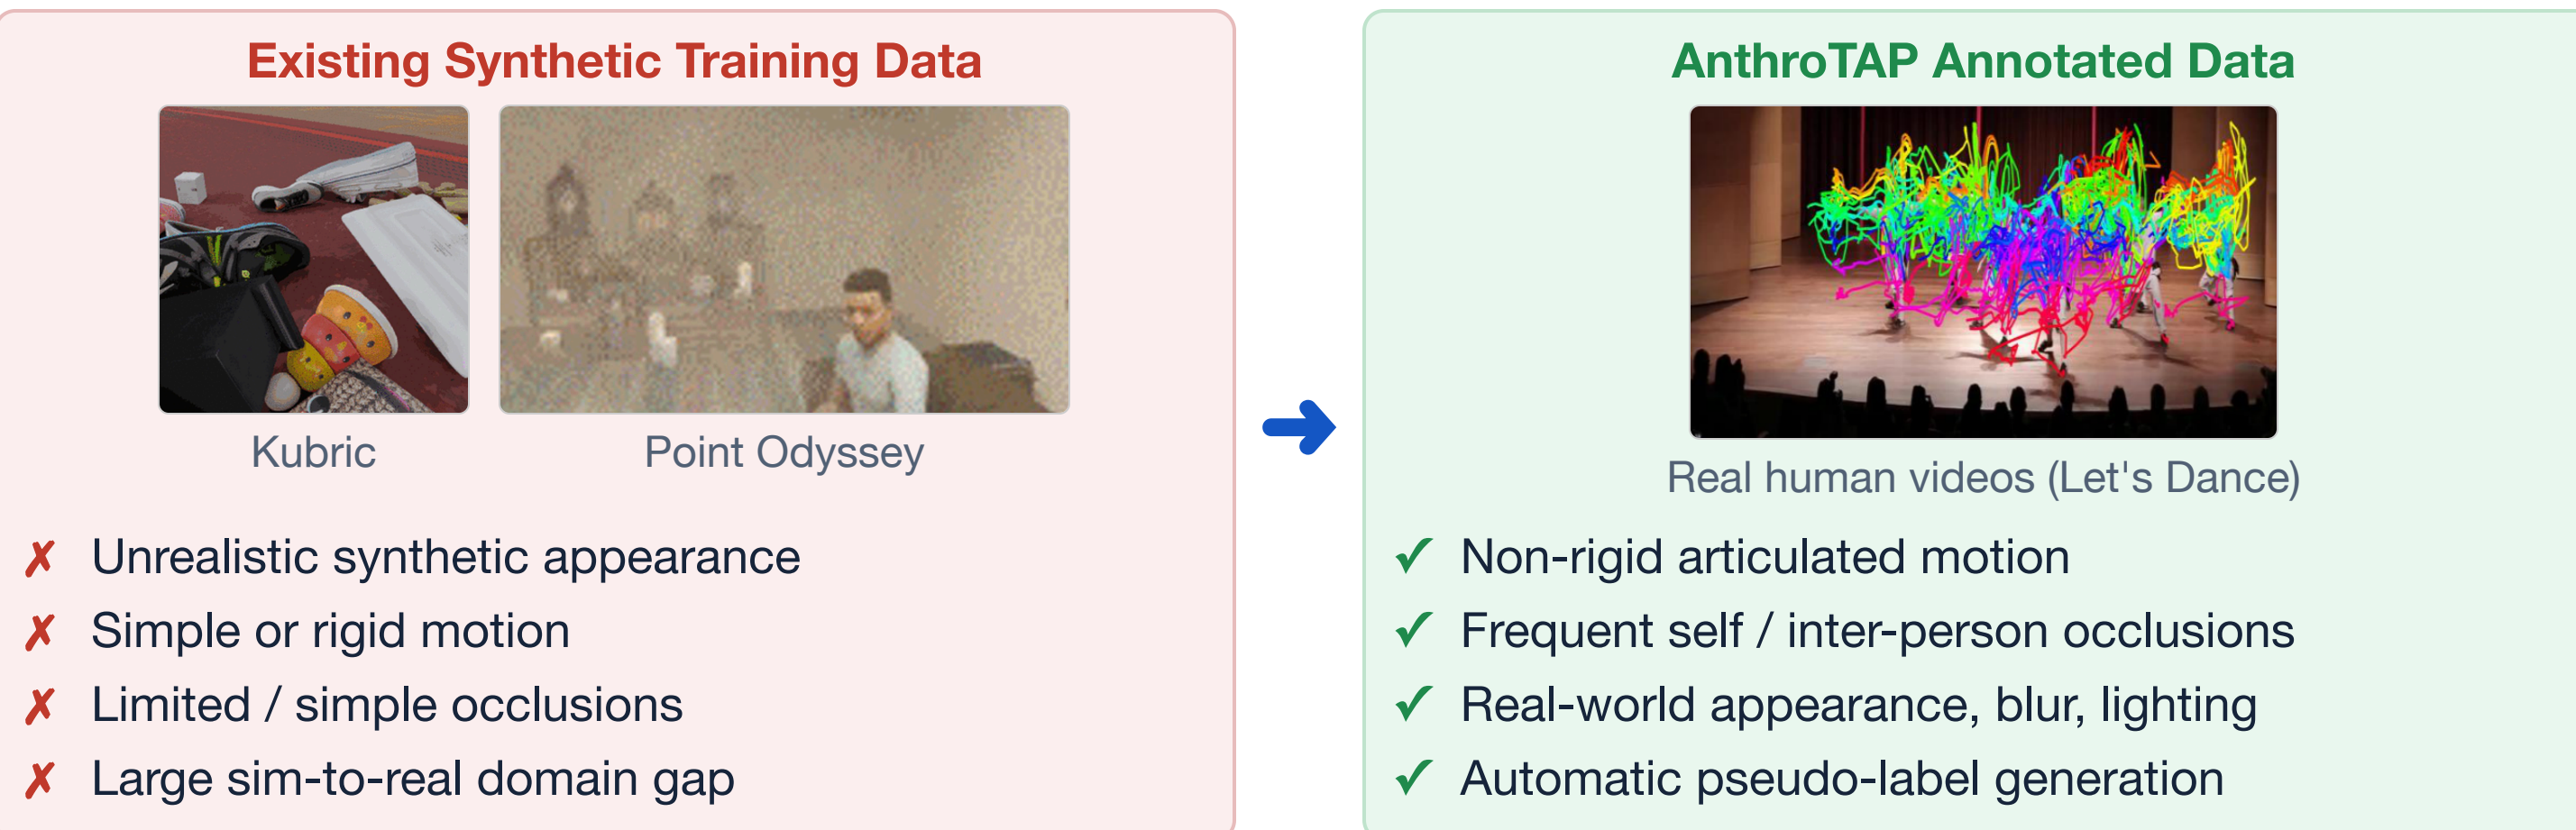 Existing Synthetic Training Data
Kubric
Point Odyssey
✗ Unrealistic synthetic appearance
✗ Simple or rigid motion
✗ Limited / simple occlusions
✗ Large sim-to-real domain gap
AnthroTAP Annotated Data
Real human videos (Let's Dance)
✓ Non-rigid articulated motion
✓ Frequent self / inter-person occlusions
✓ Real-world appearance, blur, lighting
✓ Automatic pseudo-label generation